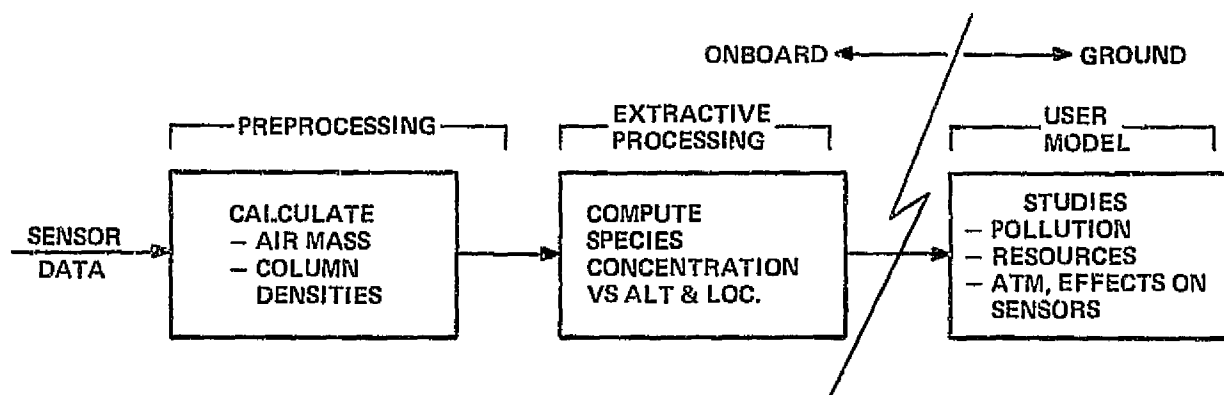 ONBOARD GROUND
PREPROCESSING
EXTRACTIVE
PROCESSING
USER
MODEL
SENSOR
DATA
CALCULATE
– AIR MASS
– COLUMN
DENSITIES
COMPUTE
SPECIES
CONCENTRATION
VS ALT & LOC.
STUDIES
– POLLUTION
– RESOURCES
– ATM, EFFECTS ON
SENSORS